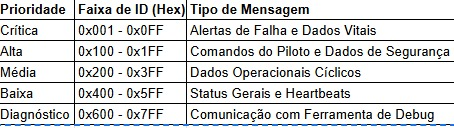 Prioridade Faixa de ID (Hex) Tipo de Mensagem
Crítica 0x001 - 0x0FF Alertas de Falha e Dados Vitais
Alta 0x100 - 0x1FF Comandos do Piloto e Dados de Segurança
Média 0x200 - 0x3FF Dados Operacionais Cíclicos
Baixa 0x400 - 0x5FF Status Gerais e Heartbeats
Diagnóstico 0x600 - 0x7FF Comunicação com Ferramenta de Debug